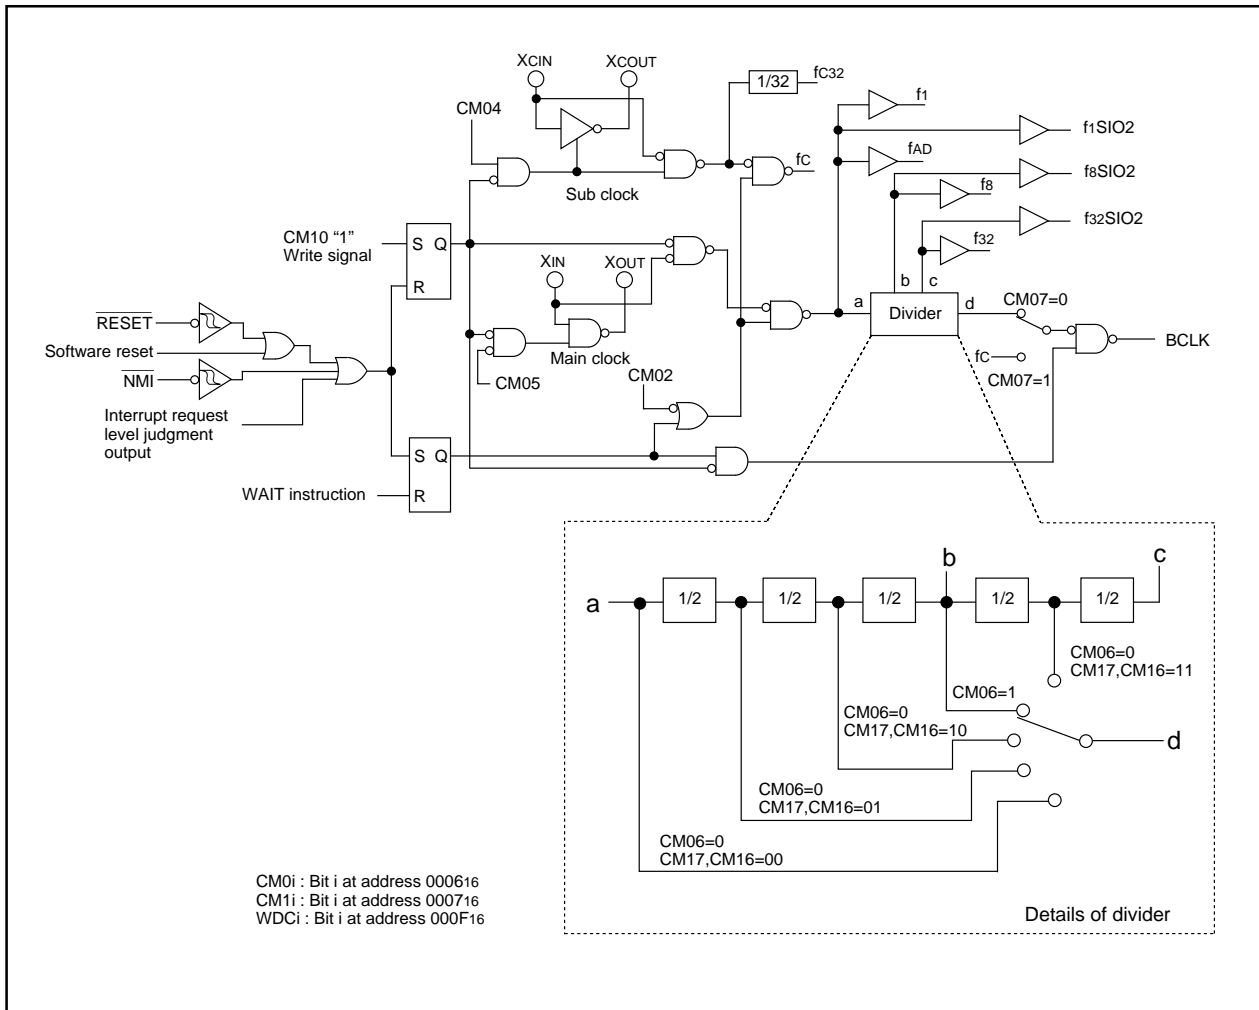 XCIN
XCOUT
1/32
fC32
CM04
f1
f1SIO2
fAD
fC
Sub clock
f8SIO2
f8
f32SIO2
f32
CM10 “1”
Write signal
S Q
R
XIN
XOUT
b
c
a
Divider
d
CM07=0
BCLK
fC
CM07=1
RESET
Software reset
NMI
Interrupt request
level judgment
output
Main clock
CM05
CM02
S Q
R
WAIT instruction
a
1/2
1/2
1/2
b
1/2
1/2
c
CM06=0
CM17,CM16=11
CM06=1
CM06=0
CM17,CM16=10
d
CM06=0
CM17,CM16=01
CM06=0
CM17,CM16=00
CM0i : Bit i at address 000616
CM1i : Bit i at address 000716
WDCi : Bit i at address 000F16
Details of divider